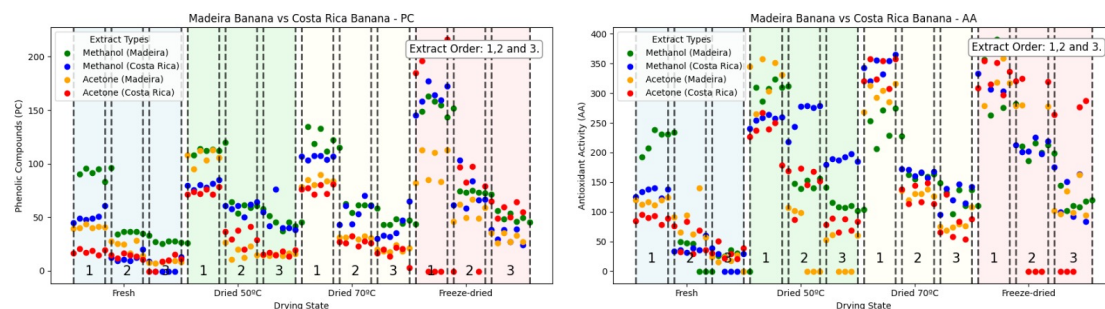 Madeira Banana vs Costa Rica Banana - PC
Phenolic Compounds (PC)
200
150
100
50
0
Extract Types
Methanol (Madeira)
Methanol (Costa Rica)
Acetone (Madeira)
Acetone (Costa Rica)
Extract Order: 1,2 and 3.
1 2 3 1 2 3 1 2 3 1 2 3
Fresh Dried 50ºC Dried 70ºC Freeze-dried
Drying State
Madeira Banana vs Costa Rica Banana - AA
Antioxidant Activity (AA)
400
350
300
250
200
150
100
50
0
Extract Types
Methanol (Madeira)
Methanol (Costa Rica)
Acetone (Madeira)
Acetone (Costa Rica)
Extract Order: 1,2 and 3.
1 2 3 1 2 3 1 2 3 1 2 3
Fresh Dried 50ºC Dried 70ºC Freeze-dried
Drying State